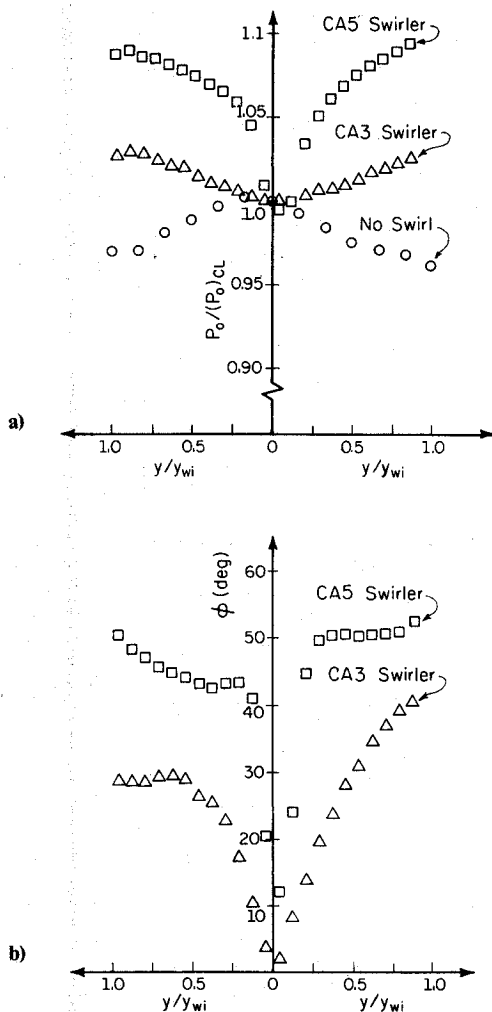 CA5 Swirler
1.1
1.05
CA3 Swirler
1.0
No Swirl
0.95
P₀/(P₀)CL
0.90
a)
1.0 0.5 0 0.5 1.0
y/ywi y/ywi
60
ϕ (deg)
CA5 Swirler
50
CA3 Swirler
40
30
20
10
b)
1.0 0.5 0 0.5 1.0
y/ywi y/ywi